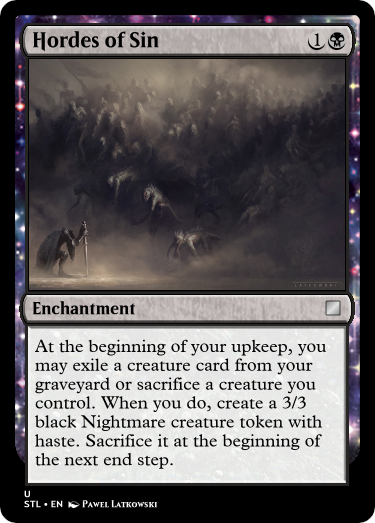 Hordes of Sin 1
LATKOWSKI
Enchantment
At the beginning of your upkeep, you
may exile a creature card from your
graveyard or sacrifice a creature you
control. When you do, create a 3/3
black Nightmare creature token with
haste. Sacrifice it at the beginning of
the next end step.
U
STL • EN Pawel Latkowski